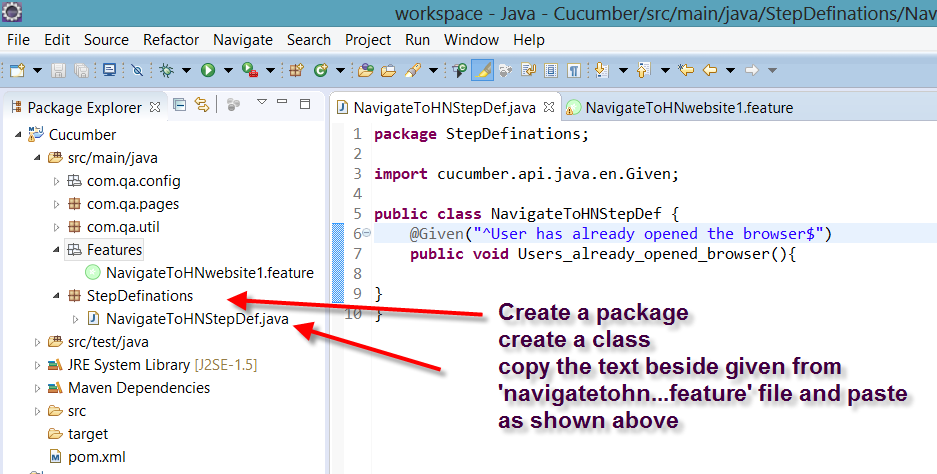 workspace - Java - Cucumber/src/main/java/StepDefinations/Nav
File Edit Source Refactor Navigate Search Project Run Window Help
Package Explorer
NavigateToHNStepDef.java
NavigateToHNwebsite1.feature
Cucumber
src/main/java
com.qa.config
com.qa.pages
com.qa.util
Features
NavigateToHNwebsite1.feature
StepDefinations
NavigateToHNStepDef.java
src/test/java
JRE System Library [J2SE-1.5]
Maven Dependencies
src
target
pom.xml
1 package StepDefinations;
2
3 import cucumber.api.java.en.Given;
4
5 public class NavigateToHNStepDef {
6 @Given("^User has already opened the browser$")
7 public void Users_already_opened_browser(){
8
9 }
10 }
Create a package
create a class
copy the text beside given from
'navigatetohn...feature' file and paste
as shown above